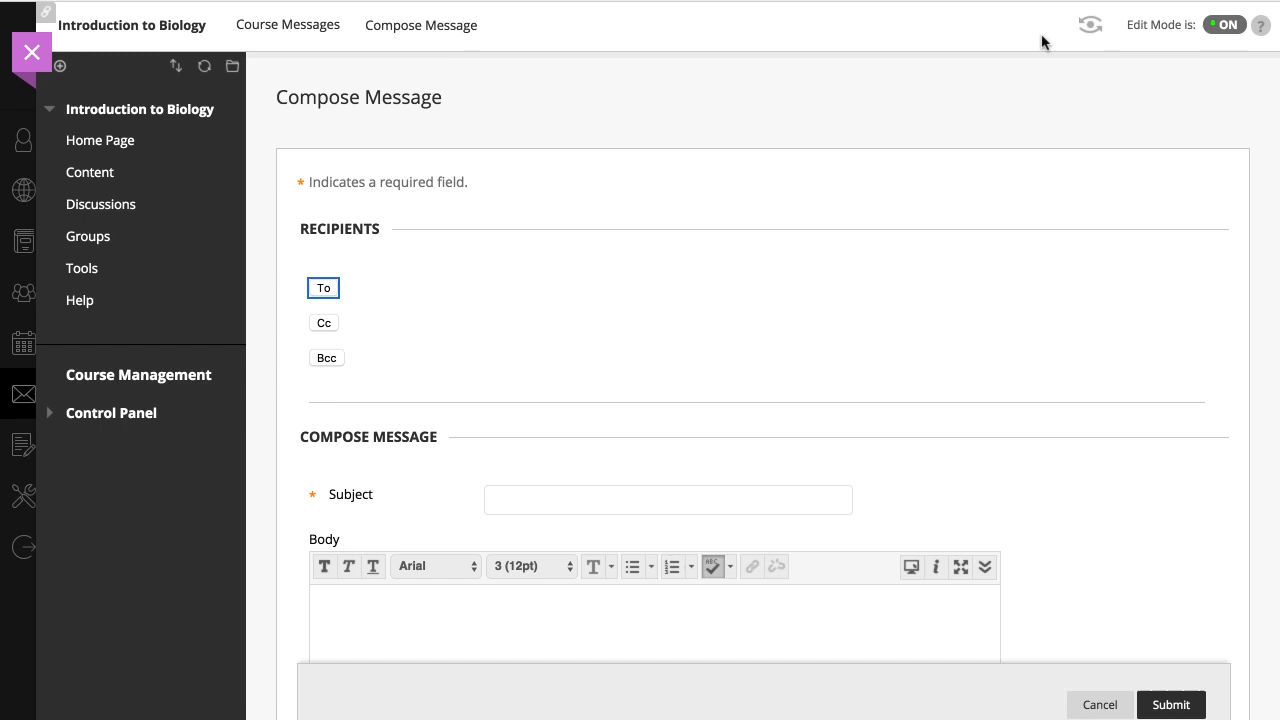 Introduction to Biology Course Messages Compose Message Edit Mode is: ON ?
Introduction to Biology
Home Page
Content
Discussions
Groups
Tools
Help
Course Management
Control Panel
Compose Message
* Indicates a required field.
RECIPIENTS
To
Cc
Bcc
COMPOSE MESSAGE
* Subject
Body
T T T Arial 3 (12pt) T ABC i
Cancel Submit